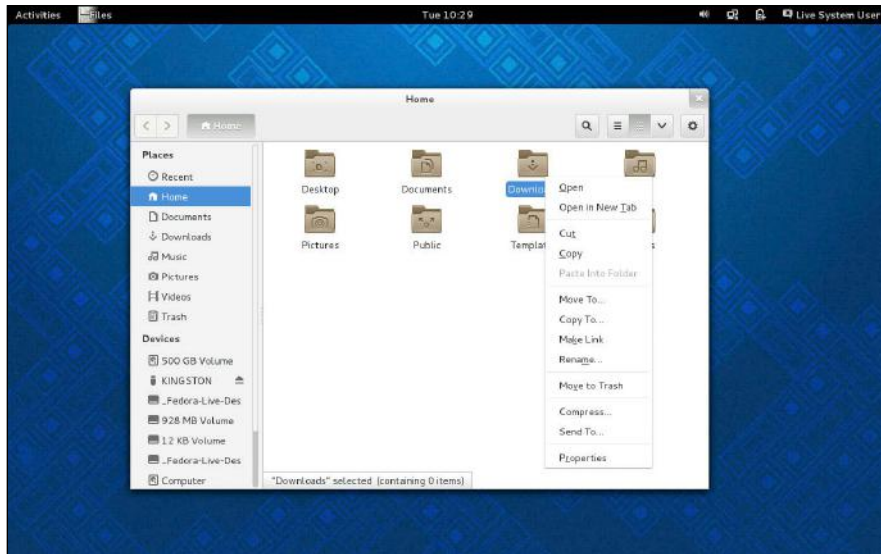 Activities Files Tue 10:29 Live System User
Home
Home
Places
Recent
Home
Documents
Downloads
Music
Pictures
Videos
Trash
Devices
500 GB Volume
KINGSTON
_Fedora-Live-Des
928 MB Volume
12 KB Volume
_Fedora-Live-Des
Computer
Desktop Documents
Pictures Public
Open
Open in New Tab
Cut
Copy
Paste Into Folder
Move To...
Copy To...
Make Link
Rename...
Move to Trash
Compress...
Send To...
Properties
"Downloads" selected (containing 0 items)